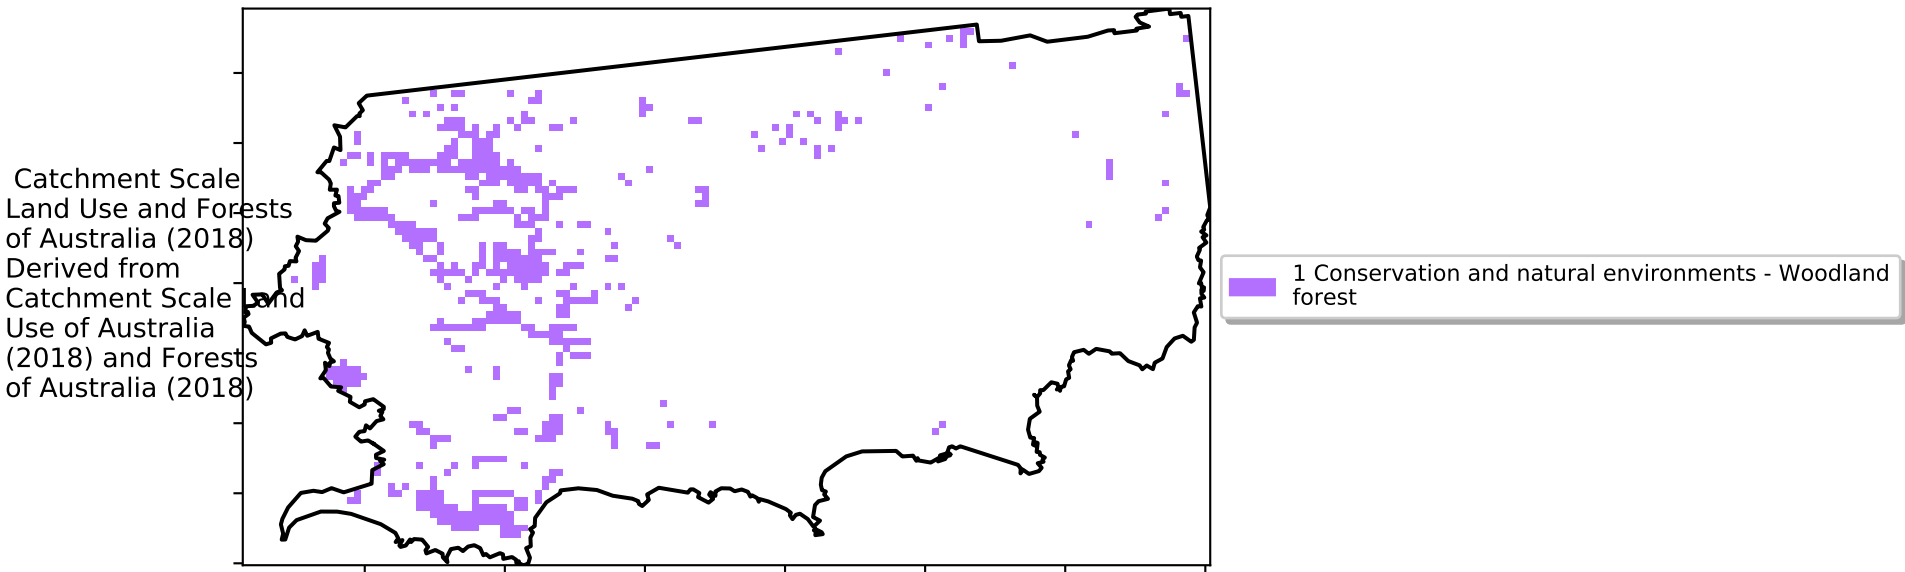 Catchment Scale
Land Use and Forests
of Australia (2018)
Derived from
Catchment Scale Land
Use of Australia
(2018) and Forests
of Australia (2018)
1 Conservation and natural environments - Woodland
forest